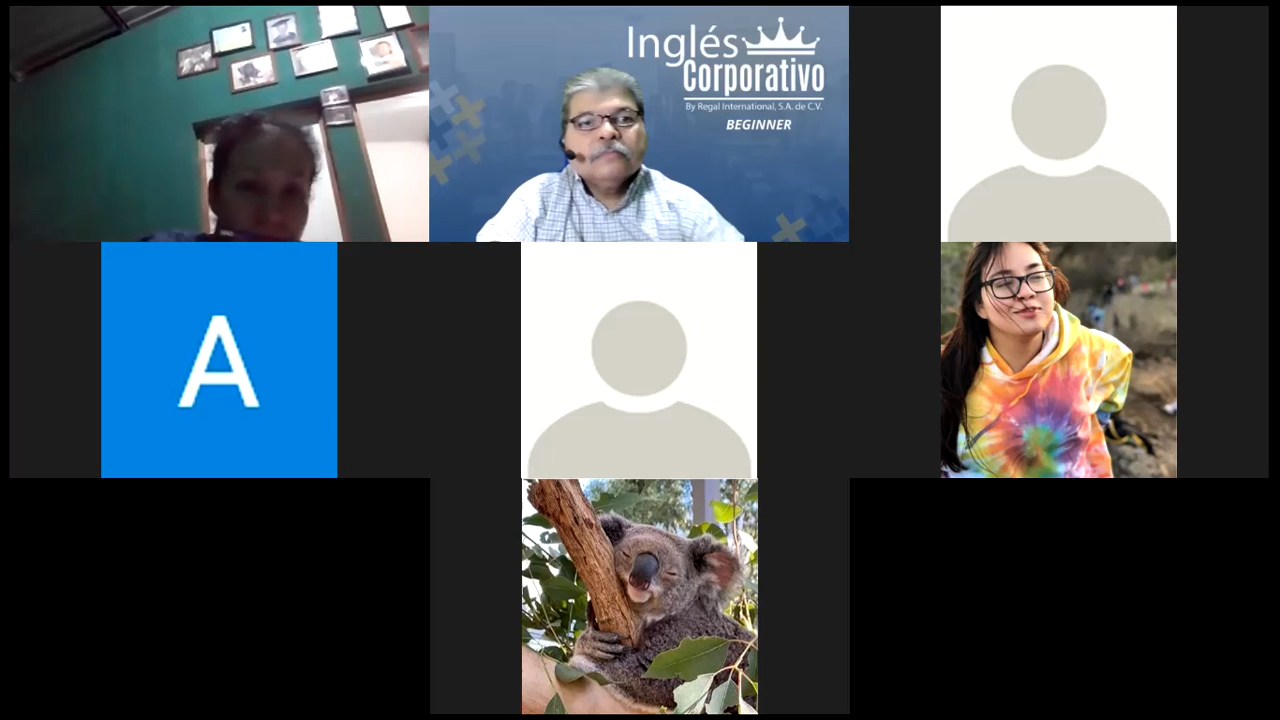 Inglés
Corporativo
By Regal International, S.A. de C.V.
BEGINNER
A